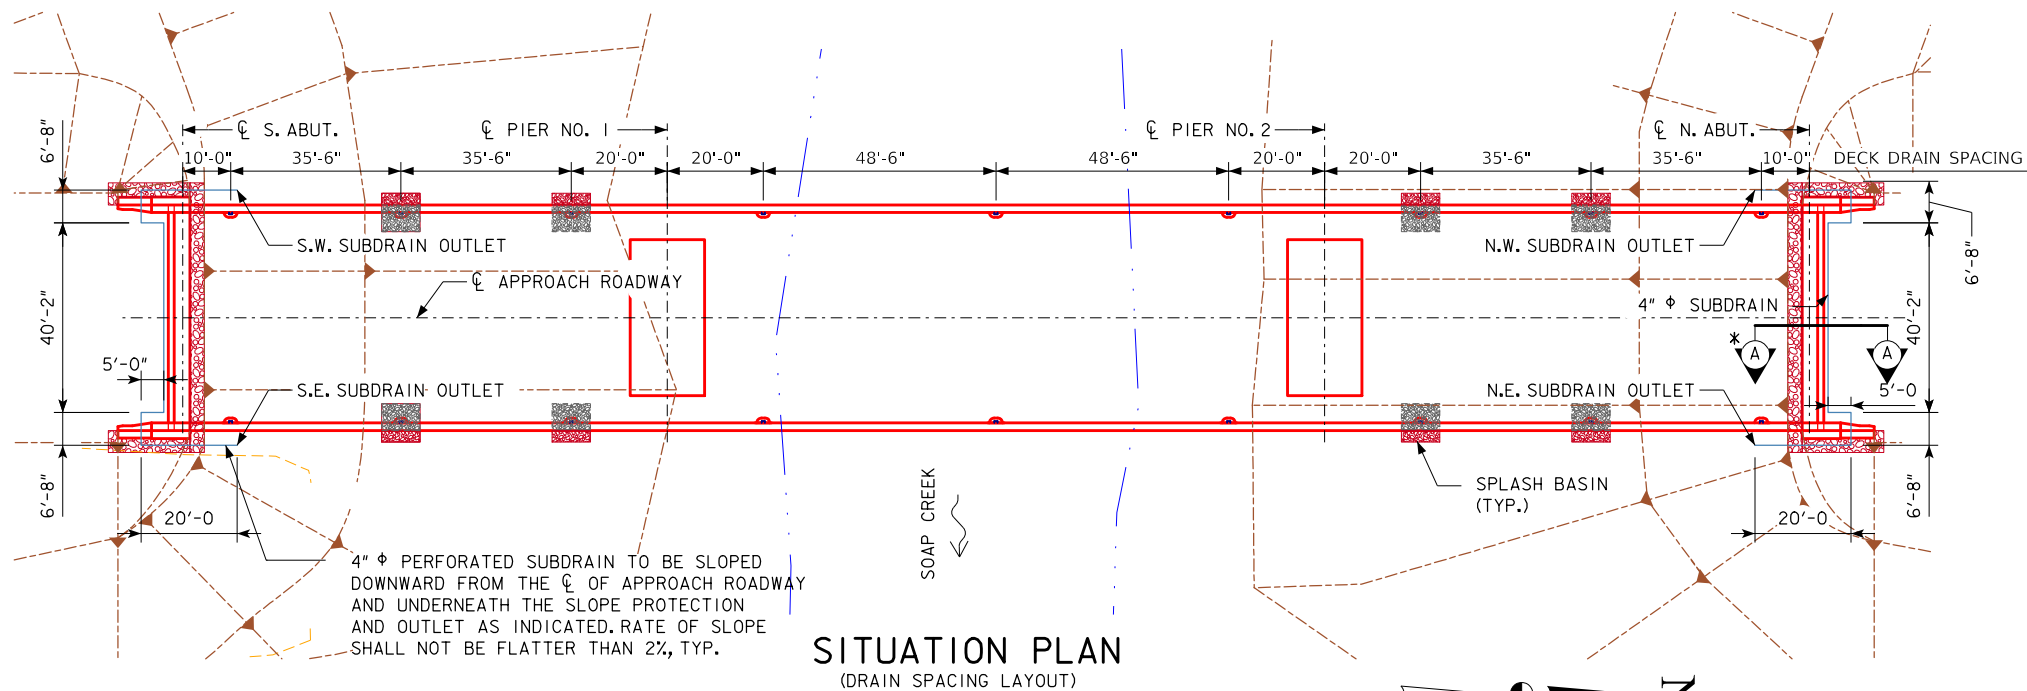 ℄ S. ABUT.
℄ PIER NO. 1
℄ PIER NO. 2
℄ N. ABUT.
6'-8"
10'-0"
35'-6"
35'-6"
20'-0"
20'-0"
48'-6"
48'-6"
20'-0"
20'-0"
35'-6"
35'-6"
10'-0"
DECK DRAIN SPACING
S.W. SUBDRAIN OUTLET
N.W. SUBDRAIN OUTLET
6'-8"
℄ APPROACH ROADWAY
40'-2"
4" ϕ SUBDRAIN
40'-2"
*
A
A
5'-0"
S.E. SUBDRAIN OUTLET
N.E. SUBDRAIN OUTLET
5'-0
6'-8"
20'-0
SOAP CREEK
SPLASH BASIN
(TYP.)
20'-0
6'-8"
4" ϕ PERFORATED SUBDRAIN TO BE SLOPED
DOWNWARD FROM THE ℄ OF APPROACH ROADWAY
AND UNDERNEATH THE SLOPE PROTECTION
AND OUTLET AS INDICATED. RATE OF SLOPE
SHALL NOT BE FLATTER THAN 2%, TYP.
SITUATION PLAN
(DRAIN SPACING LAYOUT)
N